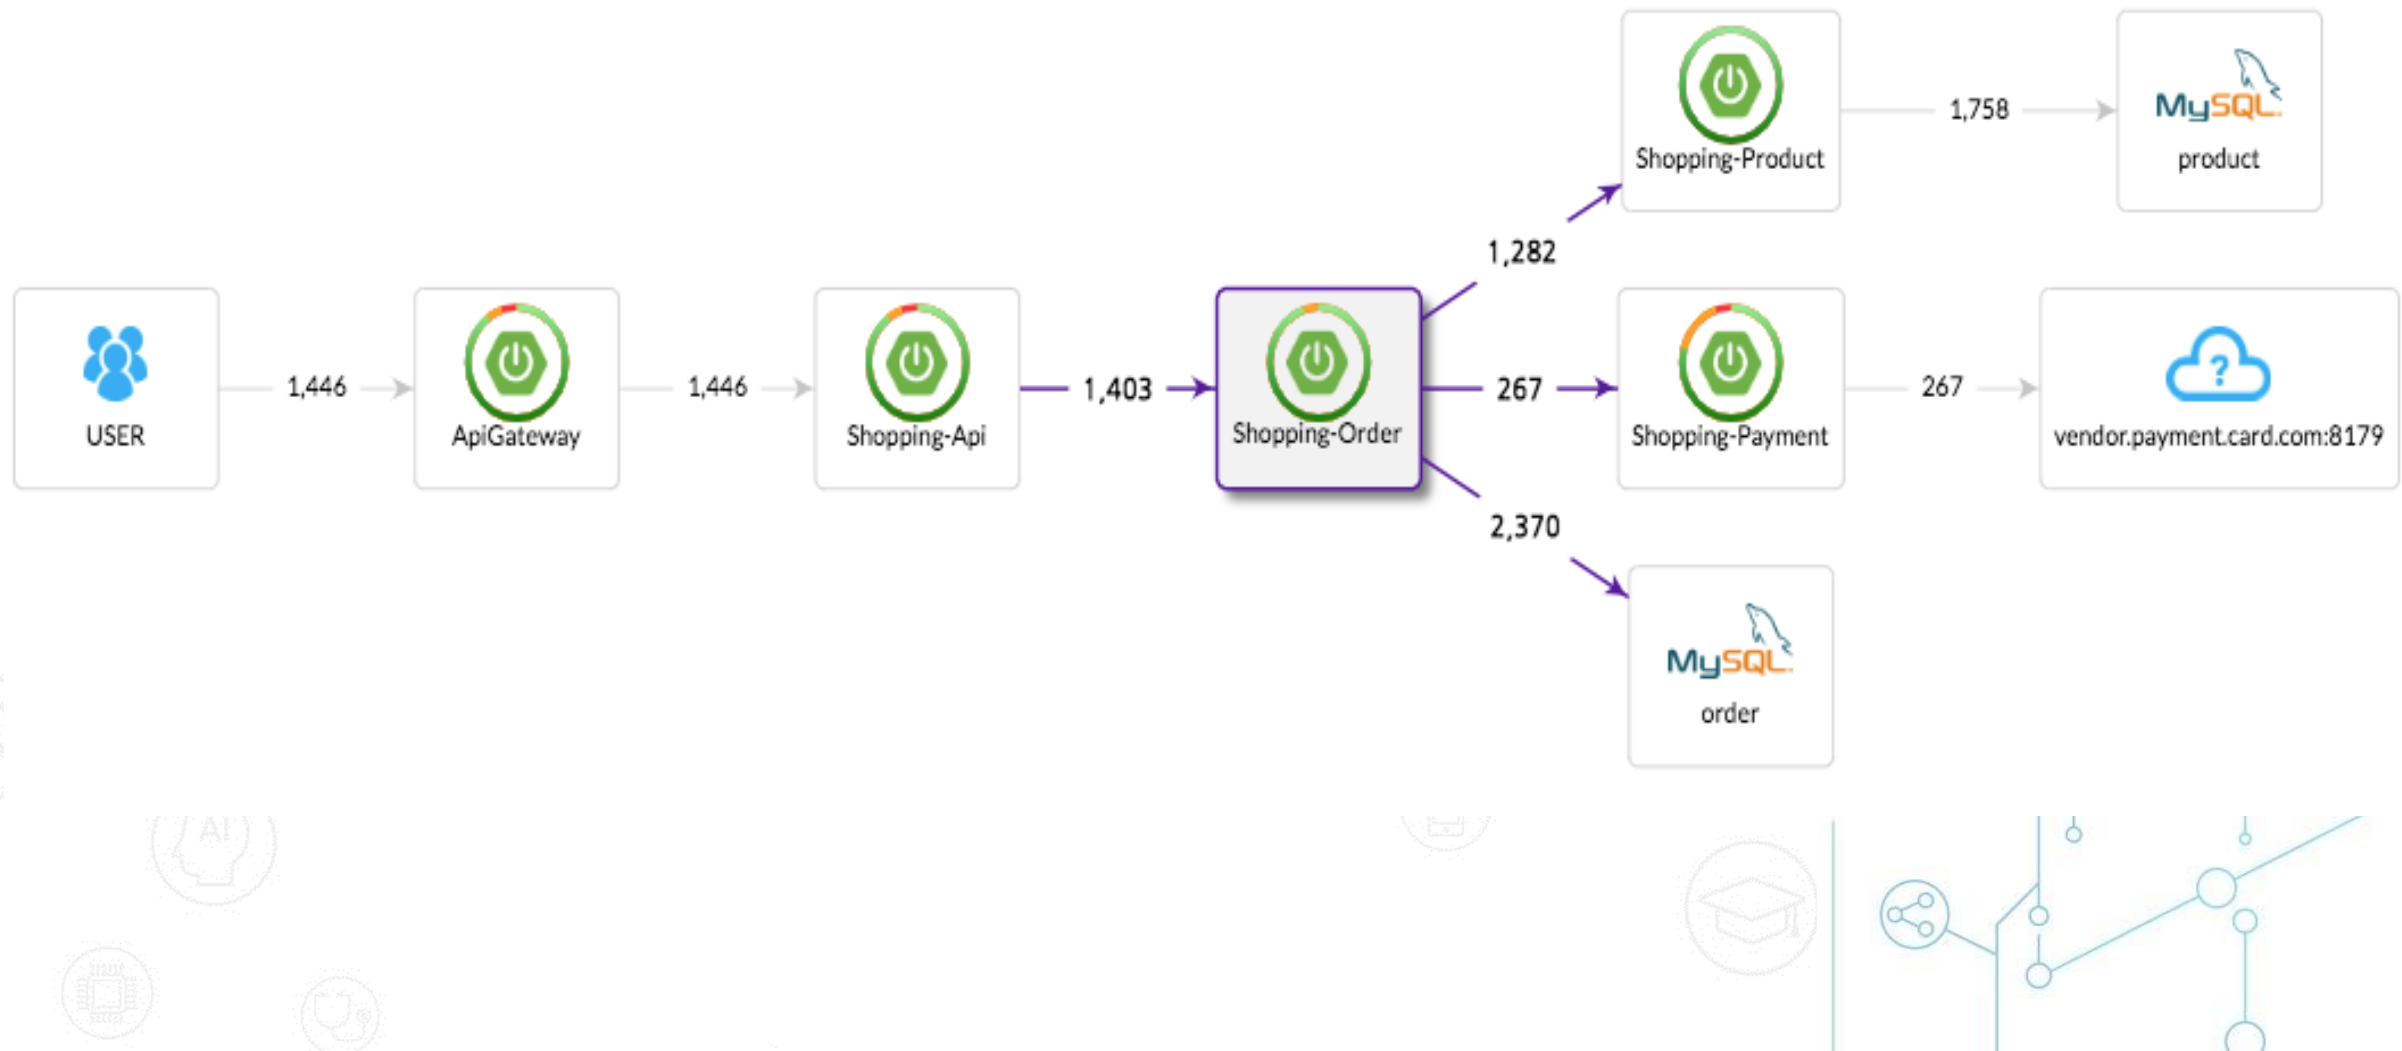 MySQL
1,758
Shopping-Product
product
1,282
1,446
1,446
1,403
267
267
USER
ApiGateway
Shopping-Api
Shopping-Order
Shopping-Payment
?
vendor.payment.card.com:8179
2,370
MySQL
order
AI